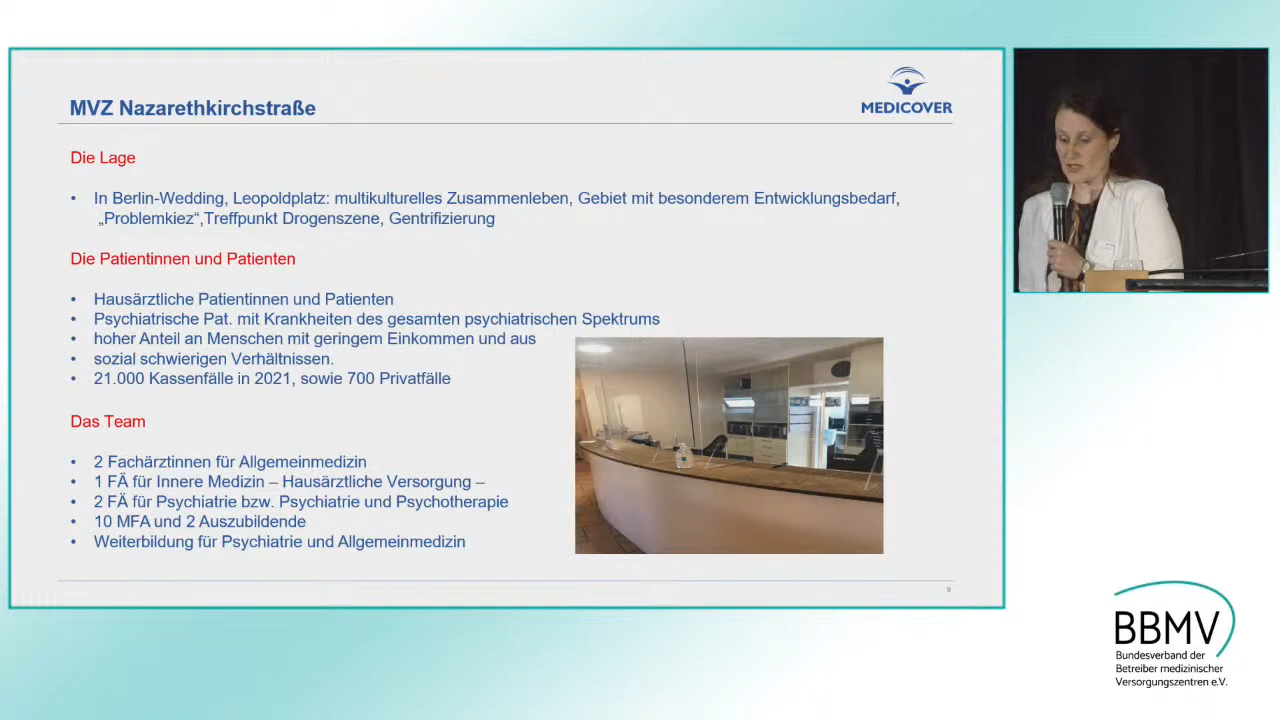 MVZ Nazarethkirchstraße
MEDICOVER
Die Lage
• In Berlin-Wedding, Leopoldplatz: multikulturelles Zusammenleben, Gebiet mit besonderem Entwicklungsbedarf,
„Problemkiez“,Treffpunkt Drogenszene, Gentrifizierung
Die Patientinnen und Patienten
• Hausärztliche Patientinnen und Patienten
• Psychiatrische Pat. mit Krankheiten des gesamten psychiatrischen Spektrums
• hoher Anteil an Menschen mit geringem Einkommen und aus
• sozial schwierigen Verhältnissen.
• 21.000 Kassenfälle in 2021, sowie 700 Privatfälle
Das Team
• 2 Fachärztinnen für Allgemeinmedizin
• 1 FÄ für Innere Medizin – Hausärztliche Versorgung –
• 2 FÄ für Psychiatrie bzw. Psychiatrie und Psychotherapie
• 10 MFA und 2 Auszubildende
• Weiterbildung für Psychiatrie und Allgemeinmedizin
9
BBMV
Bundesverband der
Betreiber medizinischer
Versorgungszentren e.V.